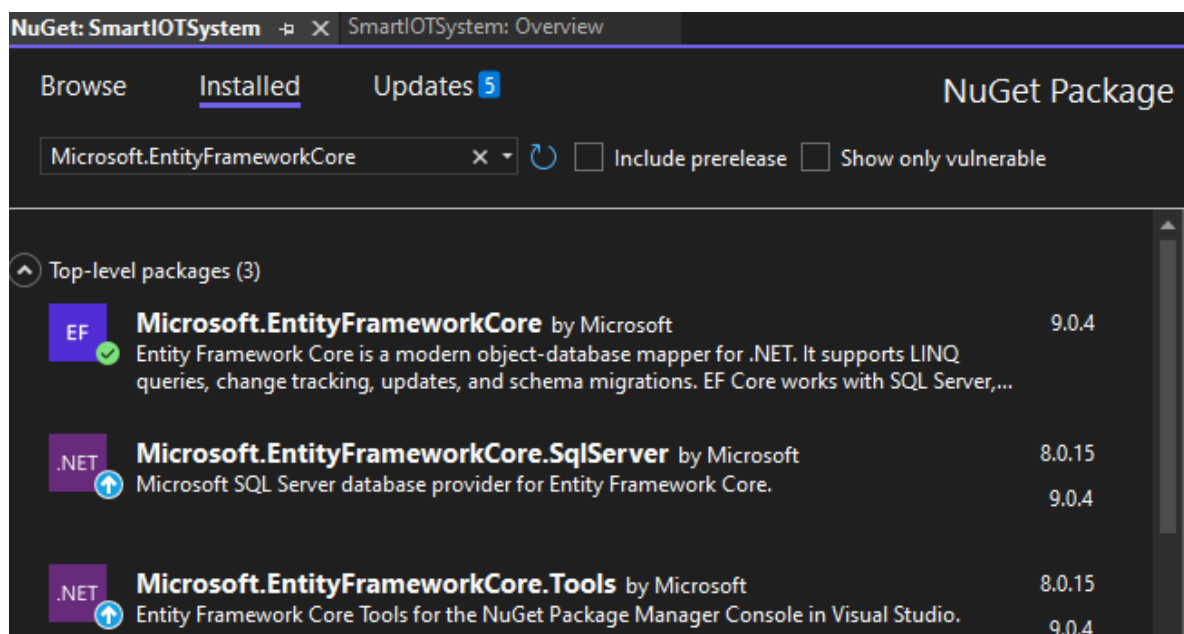 NuGet: SmartIOTSystem SmartIOTSystem: Overview
Browse Installed Updates 5 NuGet Package
Microsoft.EntityFrameworkCore Include prerelease Show only vulnerable
Top-level packages (3)
EF Microsoft.EntityFrameworkCore by Microsoft 9.0.4
Entity Framework Core is a modern object-database mapper for .NET. It supports LINQ
queries, change tracking, updates, and schema migrations. EF Core works with SQL Server,...
.NET Microsoft.EntityFrameworkCore.SqlServer by Microsoft 8.0.15
Microsoft SQL Server database provider for Entity Framework Core. 9.0.4
.NET Microsoft.EntityFrameworkCore.Tools by Microsoft 8.0.15
Entity Framework Core Tools for the NuGet Package Manager Console in Visual Studio. 9.0.4